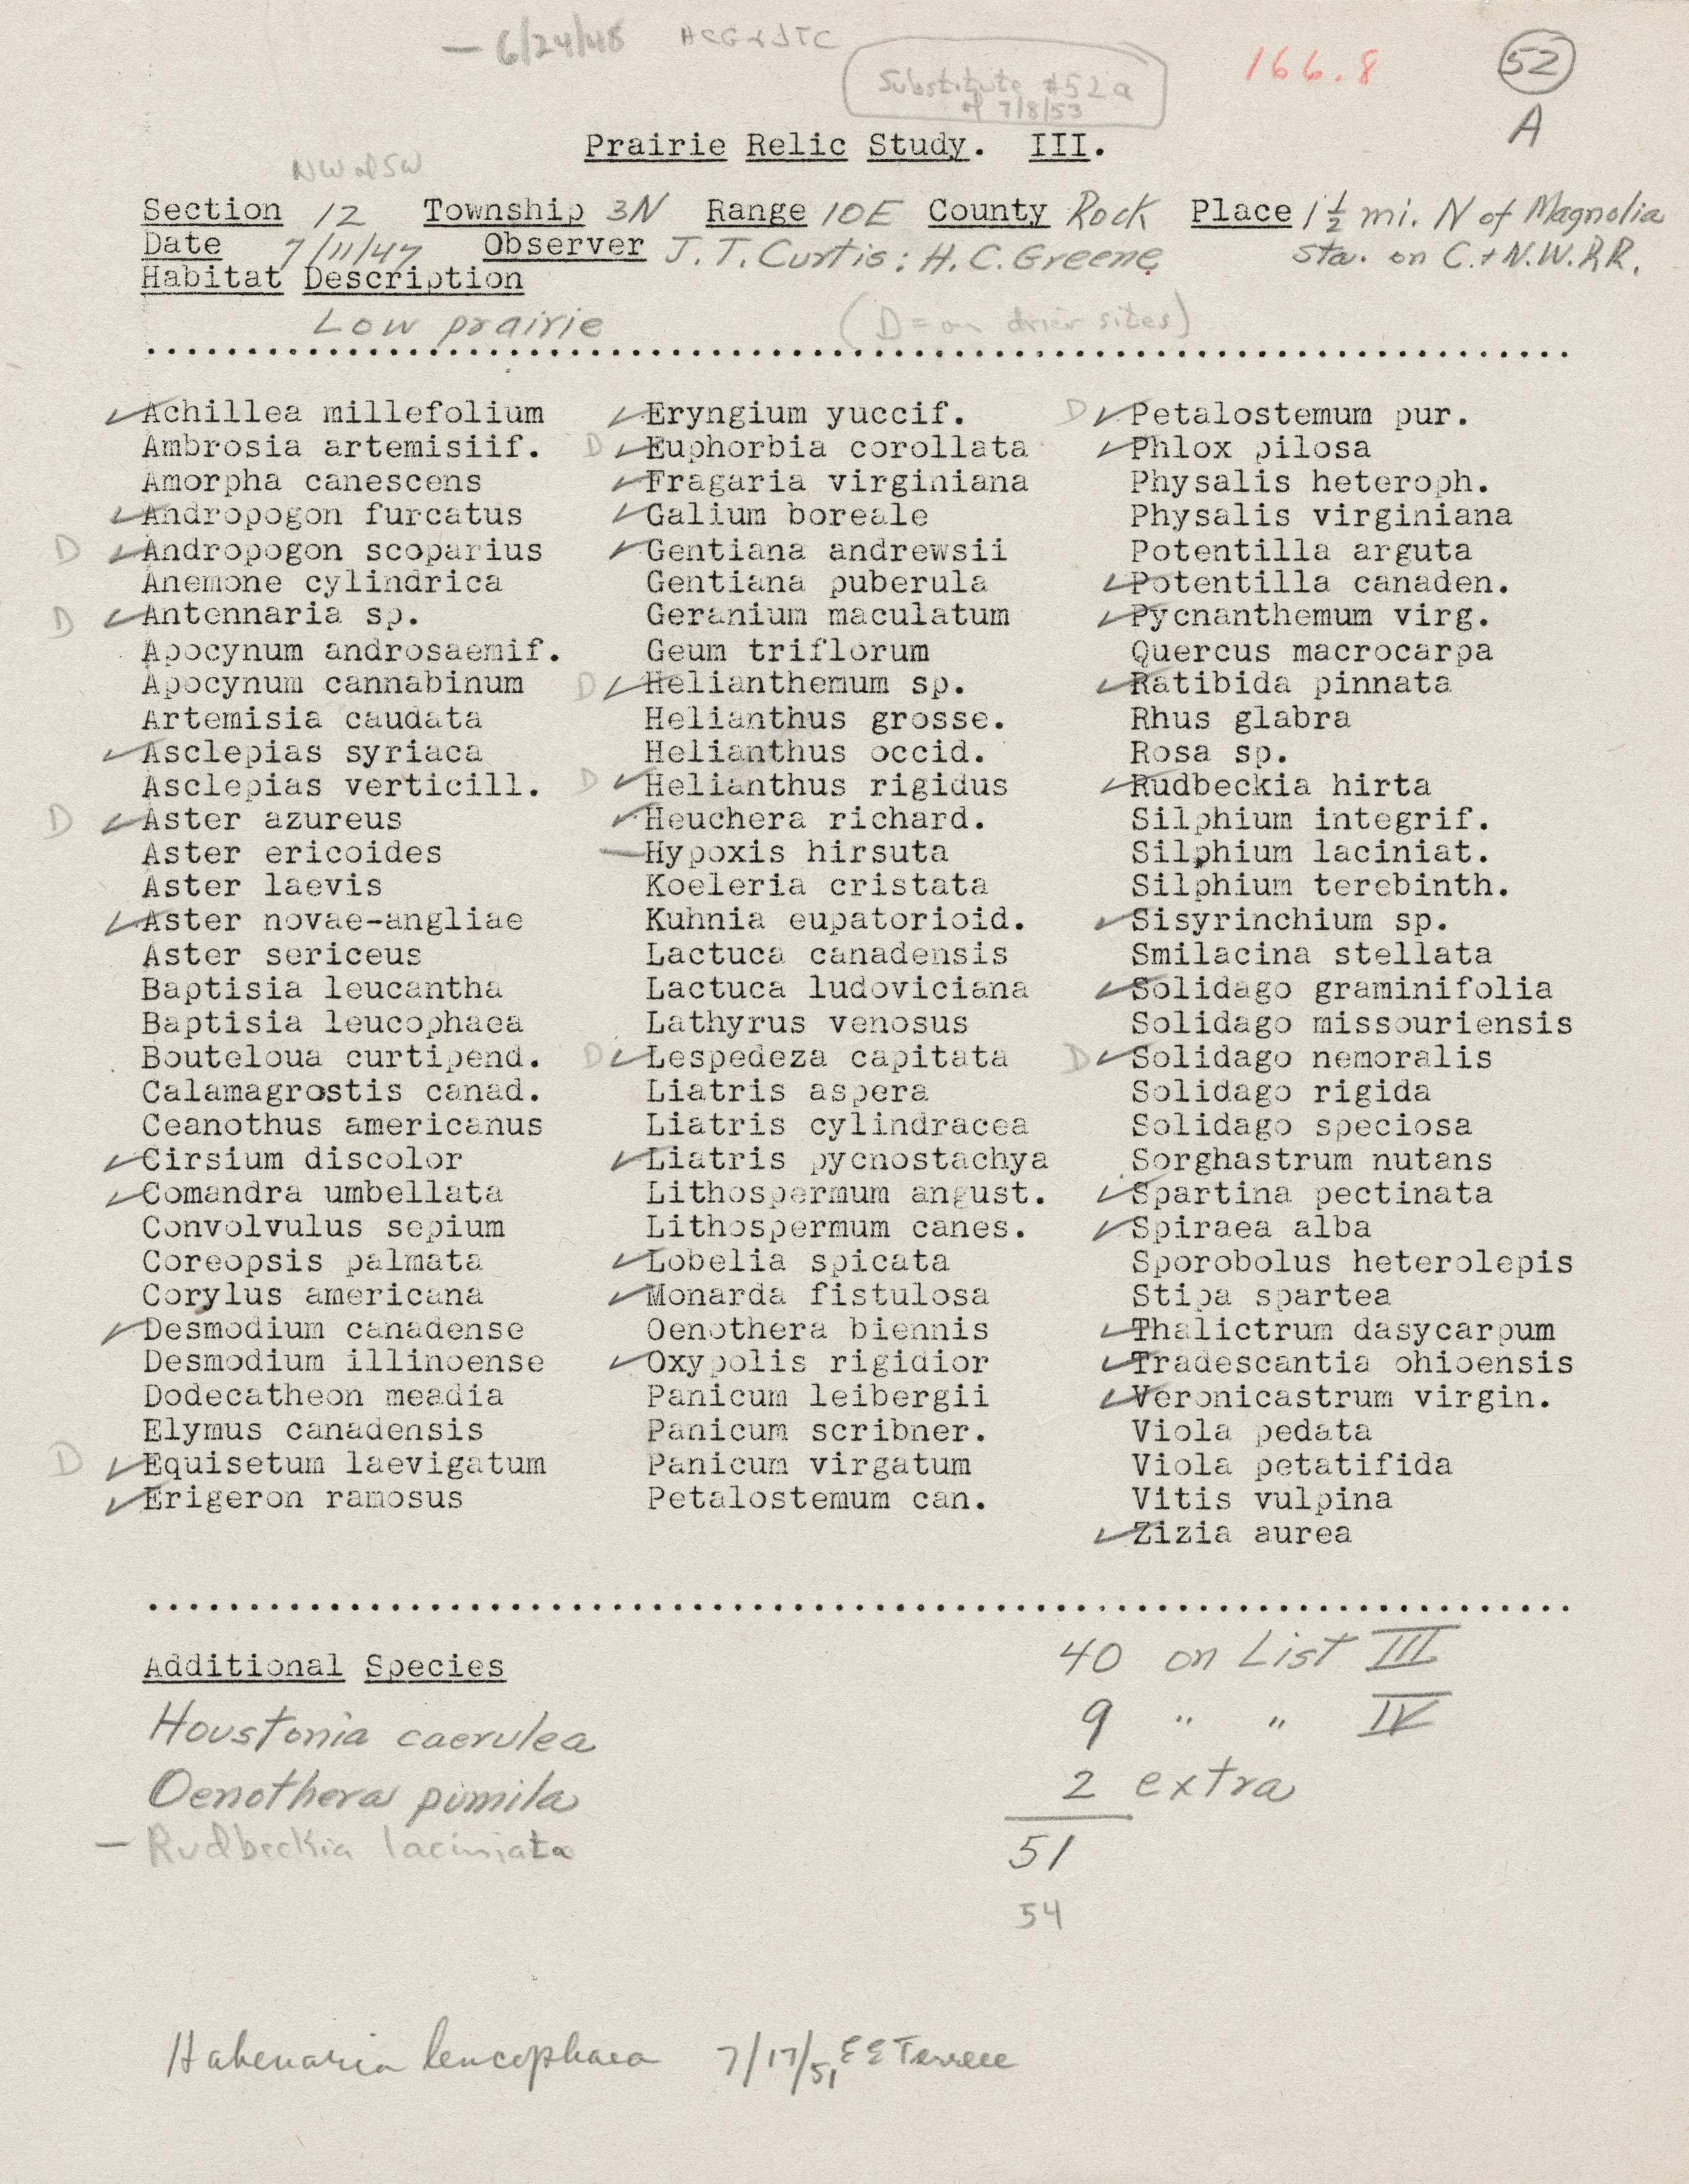 — 6/24/48 HCG & JTC
Substitute #52a
of 7/8/53
166.8
52
A
Prairie Relic Study. III.
NW of SW
Section 12 Township 3N Range 10E County Rock Place 1 1/2 mi. N of Magnolia
Date 7/11/47 Observer J. T. Curtis: H. C. Greene sta. on C. + N.W. R.R.
Habitat Description
Low prairie (D = on drier sites)
✓ Achillea millefolium
Ambrosia artemisiif.
Amorpha canescens
✓ Andropogon furcatus
D ✓ Andropogon scoparius
Anemone cylindrica
D ✓ Antennaria sp.
Apocynum androsaemif.
Apocynum cannabinum
Artemisia caudata
✓ Asclepias syriaca
Asclepias verticill.
D ✓ Aster azureus
Aster ericoides
Aster laevis
✓ Aster novae-angliae
Aster sericeus
Baptisia leucantha
Baptisia leucophaea
Bouteloua curtipend.
Calamagrostis canad.
Ceanothus americanus
✓ Cirsium discolor
✓ Comandra umbellata
Convolvulus sepium
Coreopsis palmata
Corylus americana
✓ Desmodium canadense
Desmodium illinoense
Dodecatheon meadia
Elymus canadensis
D ✓ Equisetum laevigatum
✓ Erigeron ramosus
✓ Eryngium yuccif.
D ✓ Euphorbia corollata
✓ Fragaria virginiana
✓ Galium boreale
✓ Gentiana andrewsii
Gentiana puberula
Geranium maculatum
Geum triflorum
D ✓ Helianthemum sp.
Helianthus grosse.
Helianthus occid.
D ✓ Helianthus rigidus
✓ Heuchera richard.
— Hypoxis hirsuta
Koeleria cristata
Kuhnia eupatorioid.
Lactuca canadensis
Lactuca ludoviciana
Lathyrus venosus
D ✓ Lespedeza capitata
Liatris aspera
Liatris cylindracea
✓ Liatris pycnostachya
Lithospermum angust.
Lithospermum canes.
✓ Lobelia spicata
✓ Monarda fistulosa
Oenothera biennis
✓ Oxypolis rigidior
Panicum leibergii
Panicum scribner.
Panicum virgatum
Petalostemum can.
D ✓ Petalostemum pur.
✓ Phlox pilosa
Physalis heteroph.
Physalis virginiana
Potentilla arguta
✓ Potentilla canaden.
✓ Pycnanthemum virg.
Quercus macrocarpa
✓ Ratibida pinnata
Rhus glabra
Rosa sp.
✓ Rudbeckia hirta
Silphium integrif.
Silphium laciniat.
Silphium terebinth.
✓ Sisyrinchium sp.
Smilacina stellata
✓ Solidago graminifolia
Solidago missouriensis
D ✓ Solidago nemoralis
Solidago rigida
Solidago speciosa
Sorghastrum nutans
✓ Spartina pectinata
✓ Spiraea alba
Sporobolus heterolepis
Stipa spartea
✓ Thalictrum dasycarpum
✓ Tradescantia ohioensis
✓ Veronicastrum virgin.
Viola pedata
Viola petatifida
Vitis vulpina
✓ Zizia aurea
Additional Species
Houstonia caerulea
Oenothera pumila
— Rudbeckia laciniata
40 on List III
9 " " IV
2 extra
51
54
Habenaria leucophaea 7/17/51 E E Terrell